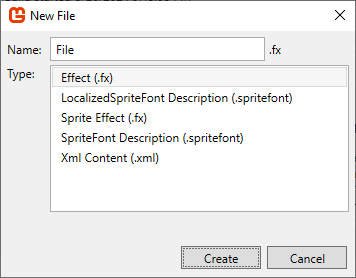 New File
Name: File .fx
Type:
Effect (.fx)
LocalizedSpriteFont Description (.spritefont)
Sprite Effect (.fx)
SpriteFont Description (.spritefont)
Xml Content (.xml)
Create Cancel